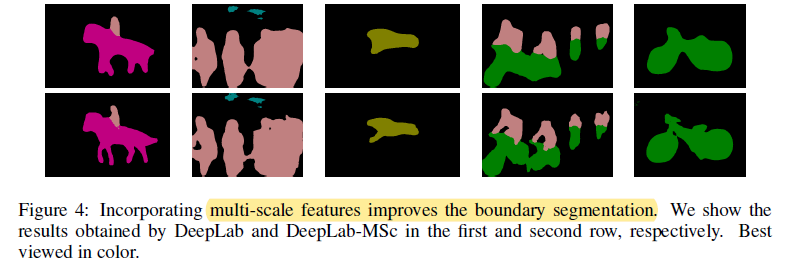 Figure 4: Incorporating multi-scale features improves the boundary segmentation. We show the
results obtained by DeepLab and DeepLab-MSc in the first and second row, respectively. Best
viewed in color.